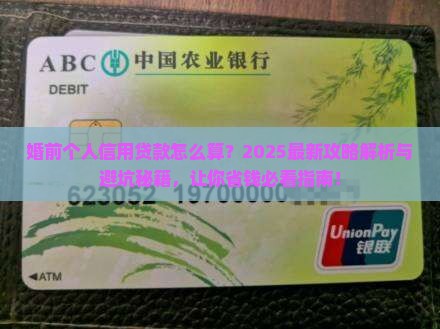 ABC 中国农业银行
DEBIT
婚前个人信用贷款怎么算？2025最新攻略解析与
避坑秘籍，让你省钱必看指南！
623052 19700000
UnionPay
银联
◄ATM